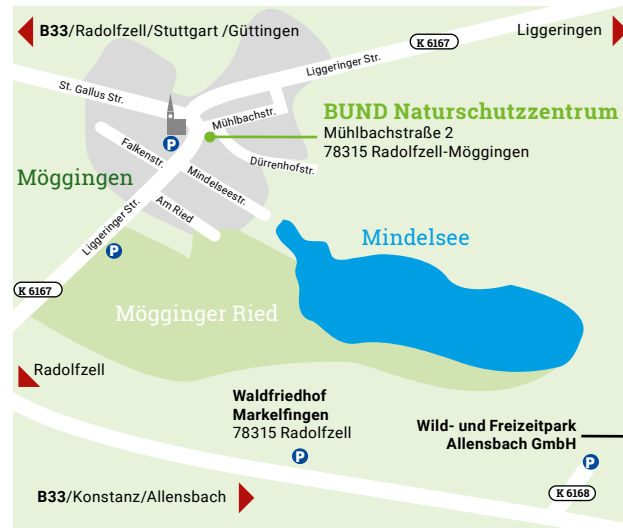 B33/Radolfzell/Stuttgart /Güttingen
K 6167
Liggeringen
Liggeringer Str.
St. Gallus Str.
Mühlbachstr.
BUND Naturschutzzentrum
Mühlbachstraße 2
78315 Radolfzell-Möggingen
P
Falkenstr.
Dürrenhofstr.
Möggingen
Mindelseestr.
Am Ried
Liggeringer Str.
P
Mindelsee
K 6167
Mögginger Ried
Radolfzell
Waldfriedhof
Markelfingen
78315 Radolfzell
P
Wild- und Freizeitpark
Allensbach GmbH
P
K 6168
B33/Konstanz/Allensbach